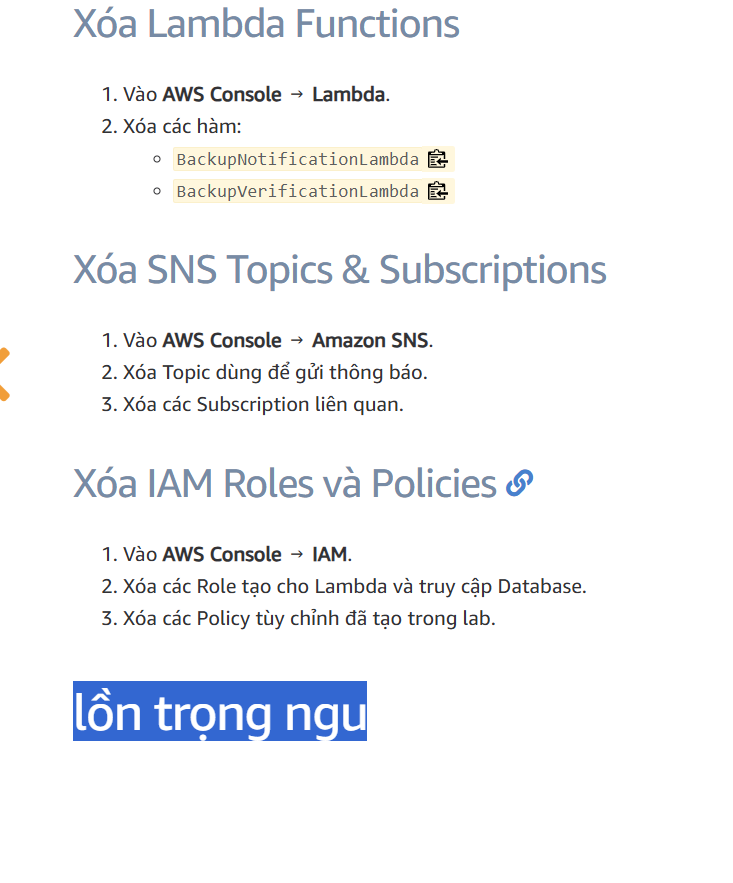 Xóa Lambda Functions
1. Vào AWS Console → Lambda.
2. Xóa các hàm:
BackupNotificationLambda
BackupVerificationLambda
Xóa SNS Topics & Subscriptions
1. Vào AWS Console → Amazon SNS.
2. Xóa Topic dùng để gửi thông báo.
3. Xóa các Subscription liên quan.
Xóa IAM Roles và Policies
1. Vào AWS Console → IAM.
2. Xóa các Role tạo cho Lambda và truy cập Database.
3. Xóa các Policy tùy chỉnh đã tạo trong lab.
lồn trọng ngu